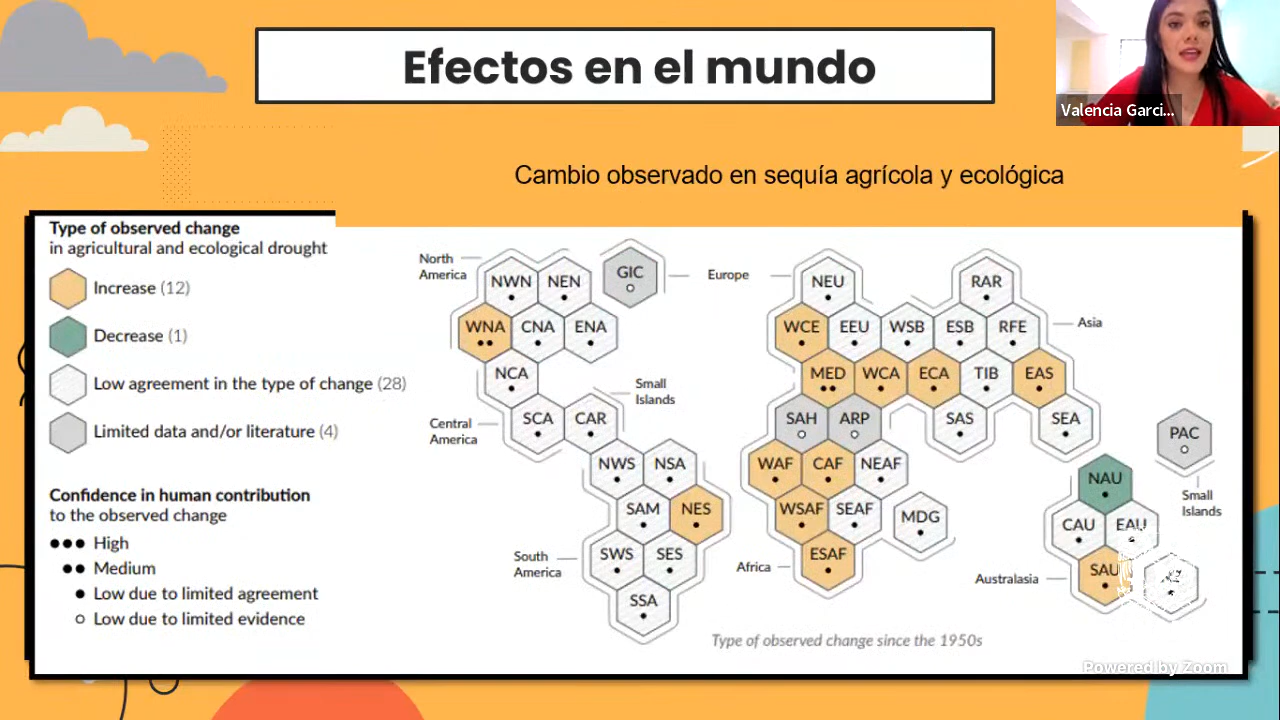 Efectos en el mundo
Valencia Garci...
Cambio observado en sequía agrícola y ecológica
Type of observed change
in agricultural and ecological drought
Increase (12)
Decrease (1)
Low agreement in the type of change (28)
Limited data and/or literature (4)
Confidence in human contribution
to the observed change
High
Medium
Low due to limited agreement
Low due to limited evidence
North
America
NWN NEN GIC
WNA CNA ENA
NCA
Small
Islands
Central
America
SCA CAR
NWS NSA
SAM NES
South
America
SWS SES
SSA
Europe
NEU RAR
WCE EEU WSB ESB RFE
Asia
MED WCA ECA TIB EAS
SAH ARP SAS SEA
WAF CAF NEAF
WSAF SEAF MDG
Africa
ESAF
PAC
Small
Islands
NAU
CAU EAU
Australasia
SAU
Type of observed change since the 1950s
Powered by Zoom